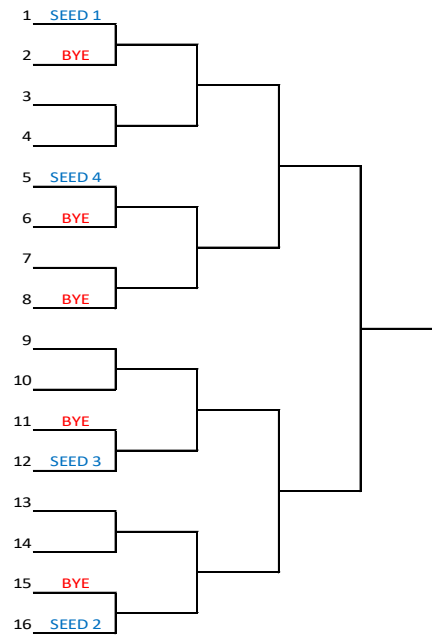 1 SEED 1
2 BYE
3
4
5 SEED 4
6 BYE
7
8 BYE
9
10
11 BYE
12 SEED 3
13
14
15 BYE
16 SEED 2